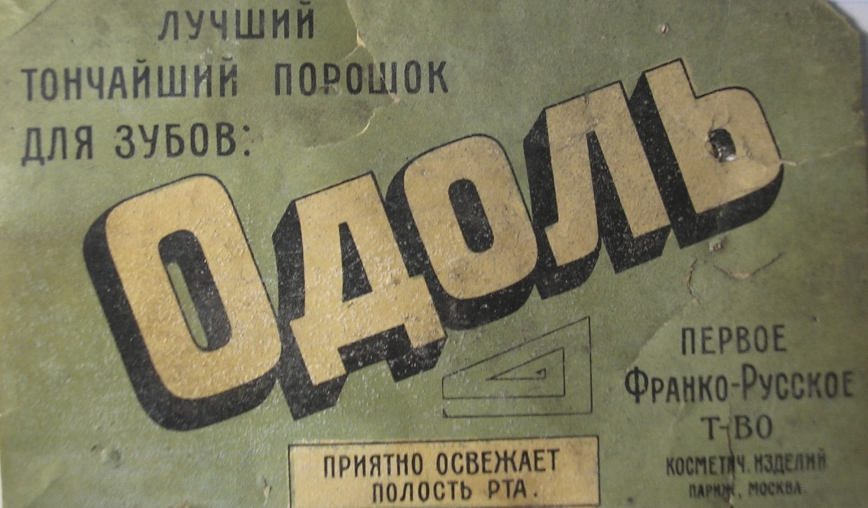 ЛУЧШИЙ
ТОНЧАЙШИЙ ПОРОШОК
ДЛЯ ЗУБОВ:
ОДОЛЬ
ПЕРВОЕ
ФРАНКО-РУССКОЕ
Т-ВО
КОСМЕТИЧ. ИЗДЕЛИЙ
ПАРИЖ, МОСКВА.
ПРИЯТНО ОСВЕЖАЕТ
ПОЛОСТЬ РТА.